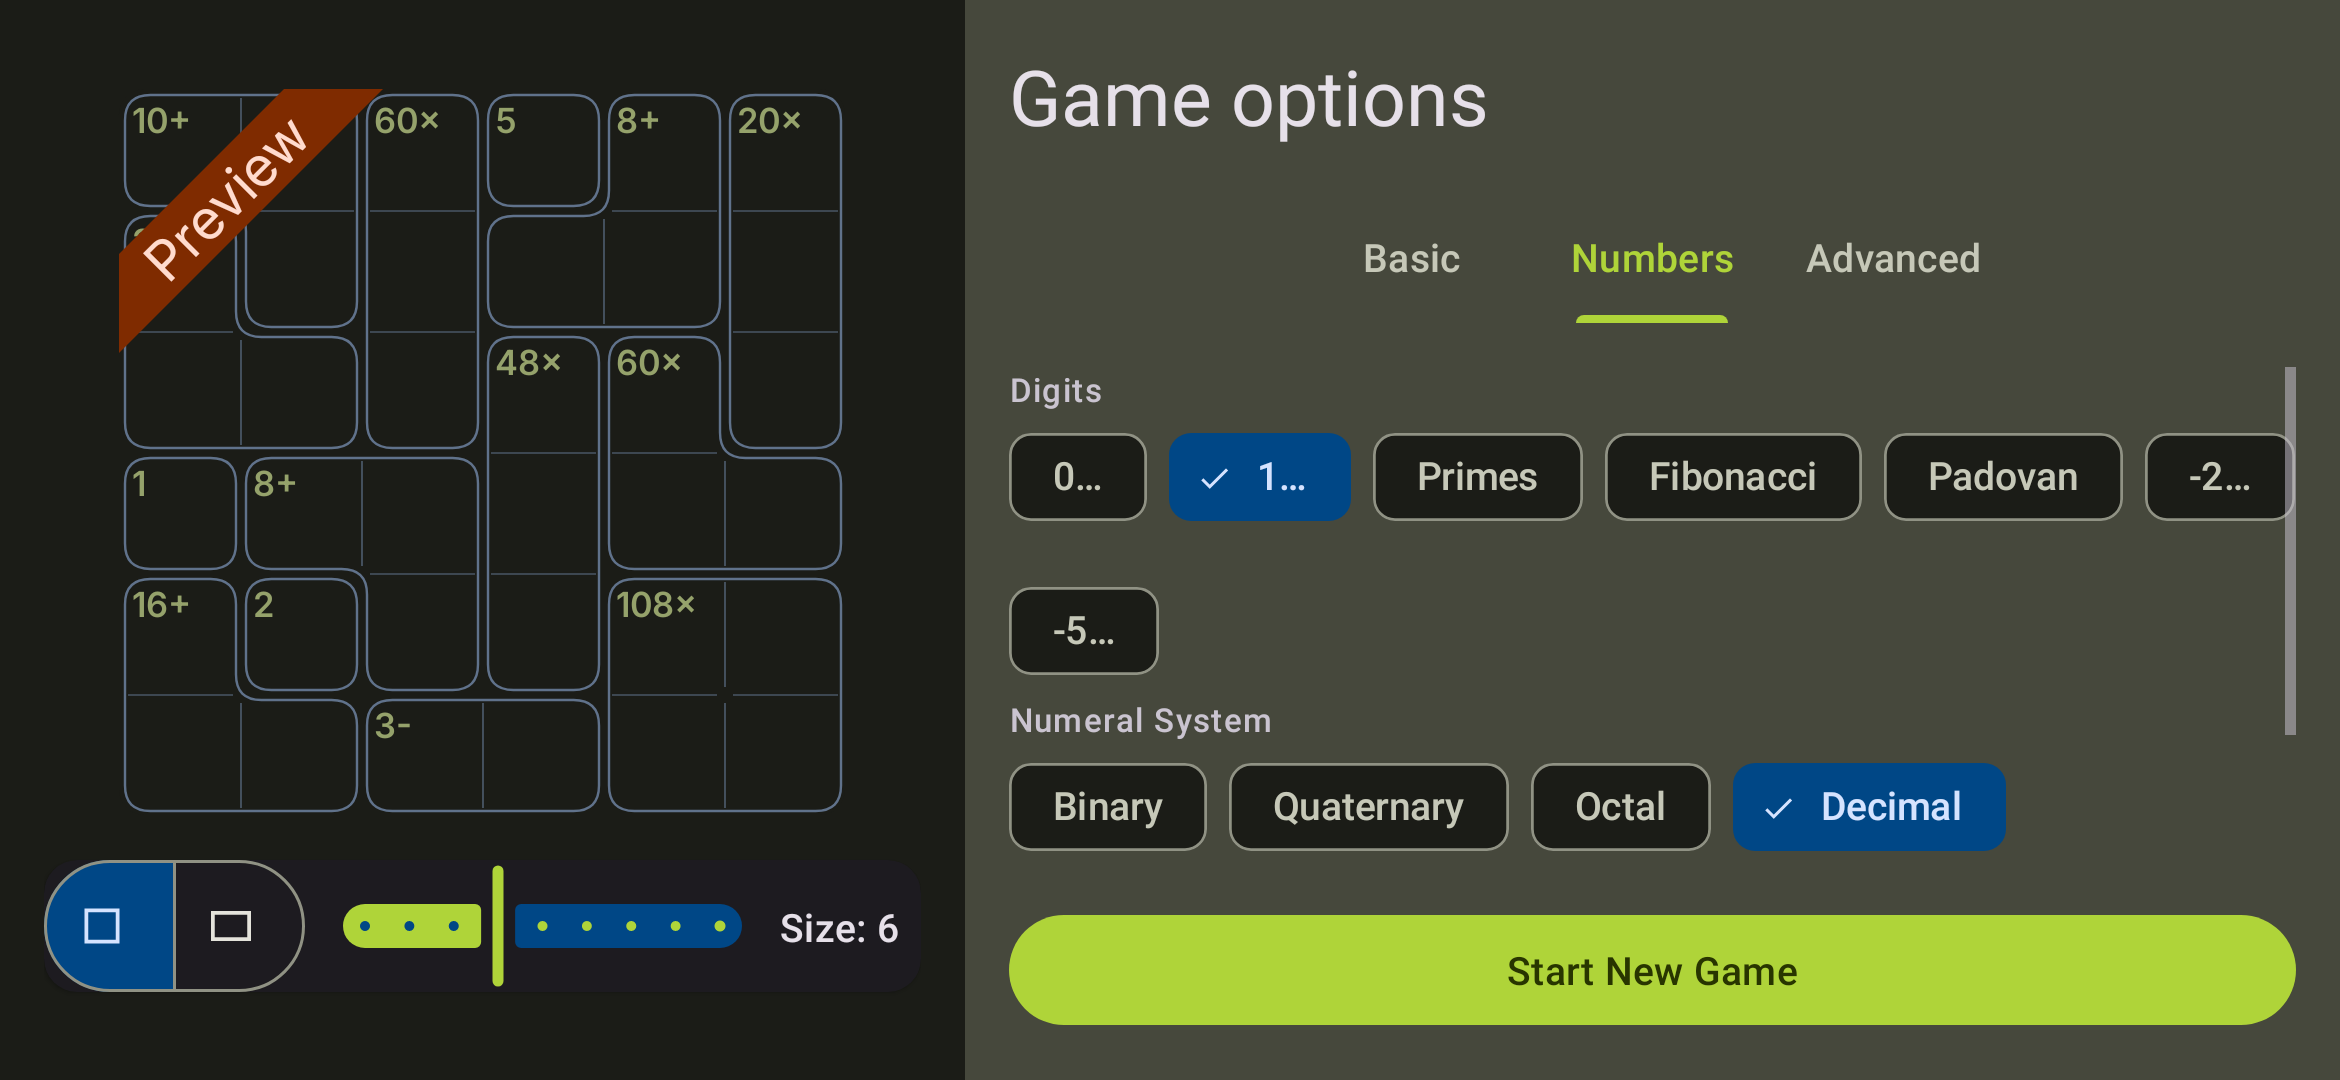 10+ 60× 5 8+ 20×
Preview
48× 60×
1 8+
16+ 2 108×
3-
Size: 6
Game options
Basic Numbers Advanced
Digits
0... 1... Primes Fibonacci Padovan -2...
-5...
Numeral System
Binary Quaternary Octal Decimal
Start New Game